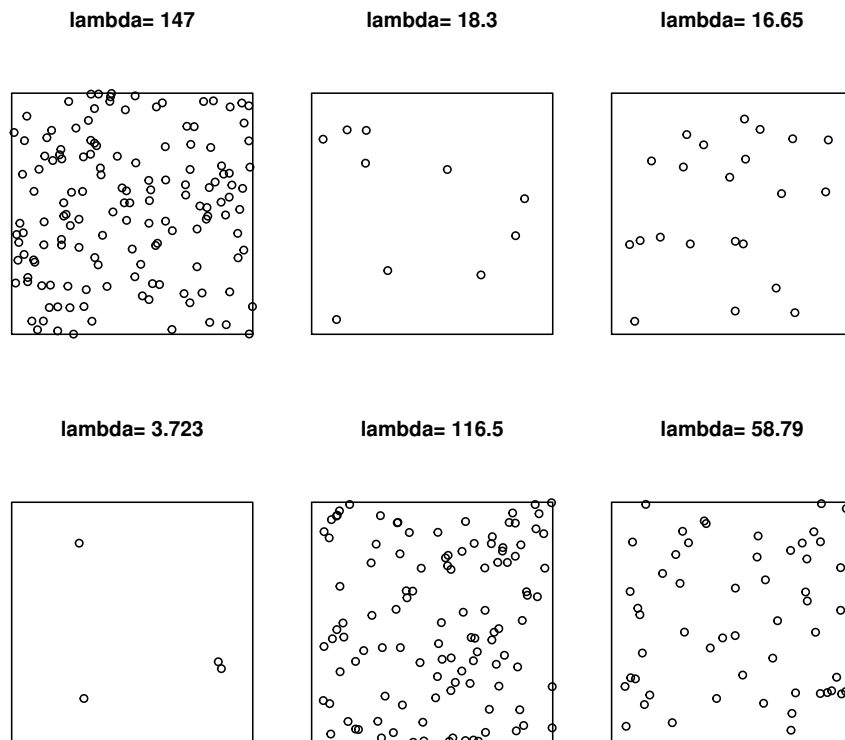 lambda= 147
lambda= 18.3
lambda= 16.65
lambda= 3.723
lambda= 116.5
lambda= 58.79